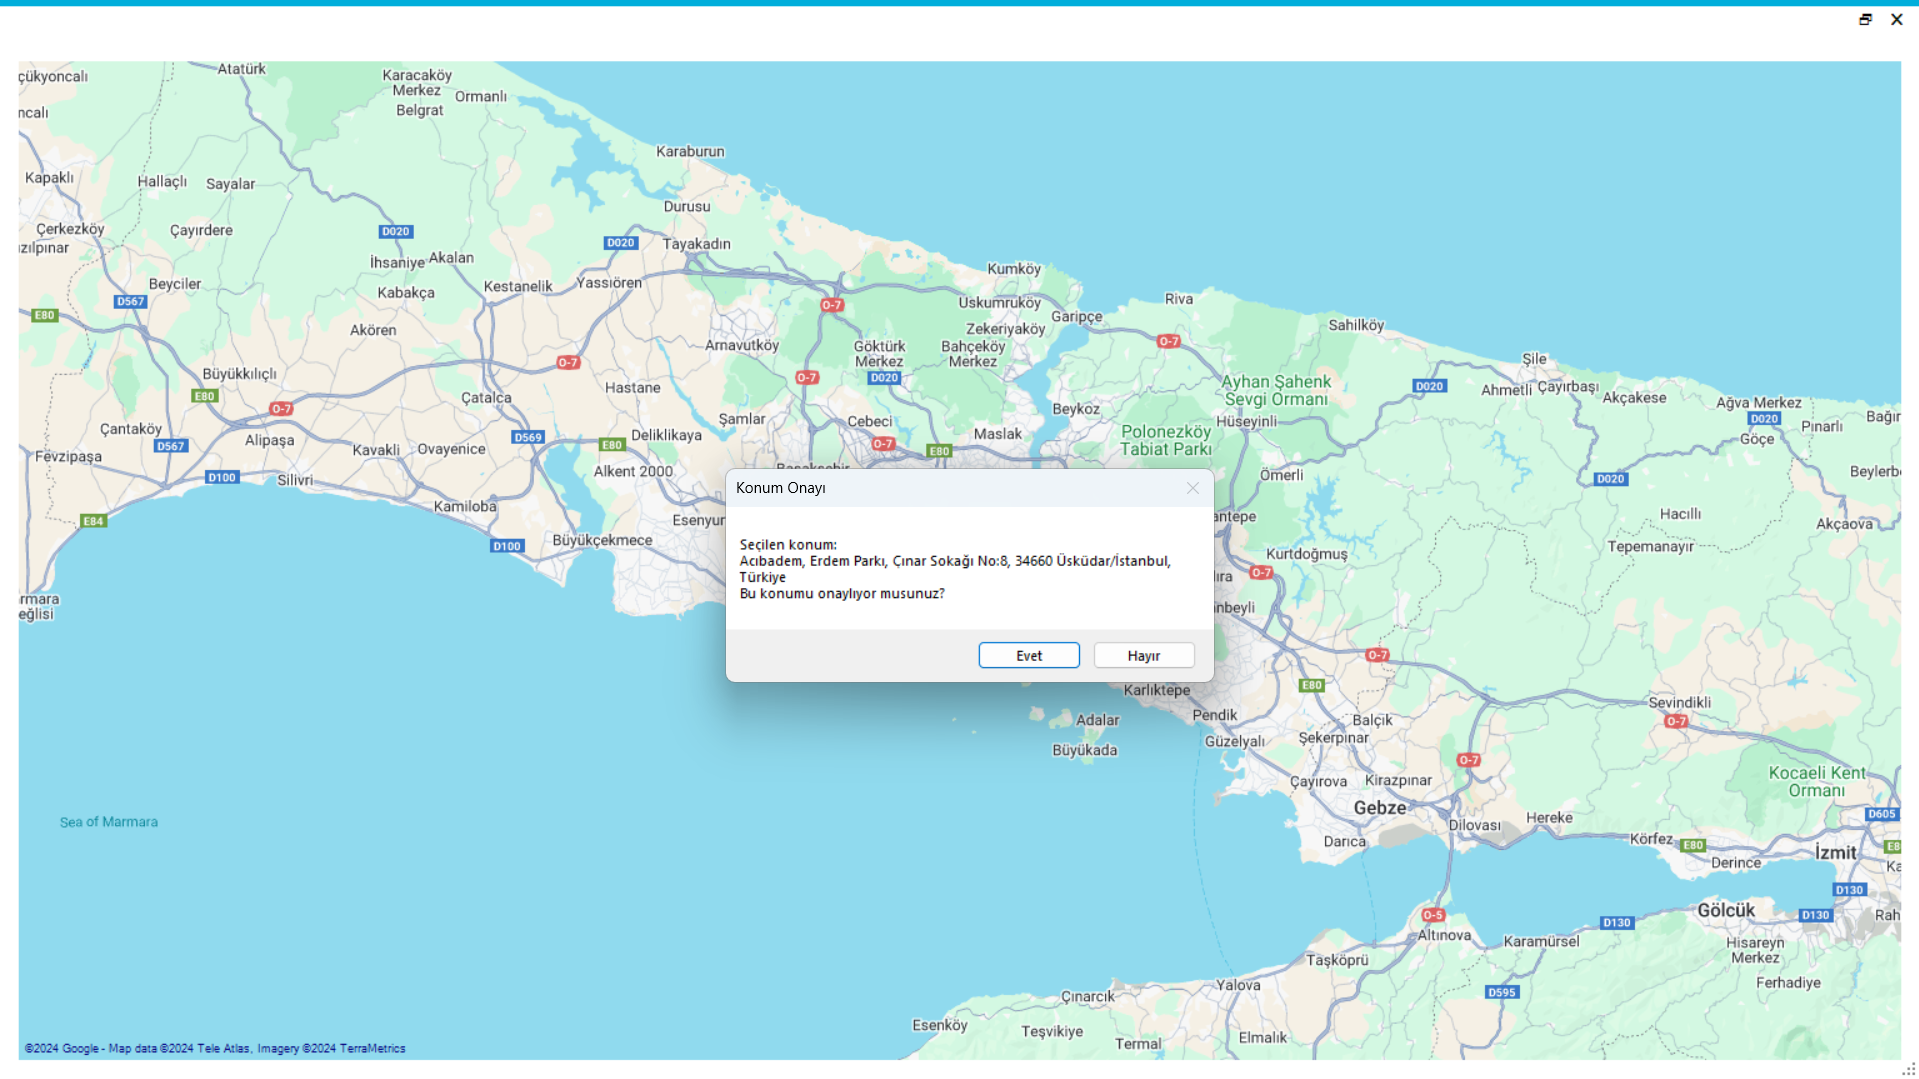 çükyoncalı
Atatürk
Karacaköy
Merkez
Belgrat
Ormanlı
ncalı
Karaburun
Kapaklı
Hallaçlı
Sayalar
Durusu
Çerkezköy
Çayırdere
D020
D020
Tayakadın
zılpınar
İhsaniye
Akalan
Kumköy
Beyciler
Kabakça
Kestanelik
Yassıören
Uskumruköy
Riva
D567
O-7
E80
Garipçe
Sahilköy
Akören
Zekeriyaköy
Arnavutköy
Göktürk
Merkez
Bahçeköy
Merkez
O-7
O-7
Şile
Büyükkılıçlı
O-7
D020
Ayhan Şahenk
Sevgi Ormanı
D020
Ahmetli
Çayırbaşı
Hastane
E80
Çatalca
Akçakese
Ağva Merkez
O-7
Beykoz
D020
Bağır
Şamlar
Cebeci
Hüseyinli
Pınarlı
Çantaköy
Alipaşa
D569
Deliklikaya
Maslak
Polonezköy
Tabiat Parkı
Göçe
D567
Kavakli
Ovayenice
E80
O-7
E80
Fevzipaşa
Alkent 2000
Başakşehir
Ömerli
Beylerb
D100
Silivri
D020
Kamiloba
Hacıllı
E84
Esenyur
antepe
Akçaova
D100
Büyükçekmece
Kurtdoğmuş
Tepemanayır
Konum Onayı
Seçilen konum:
Acıbadem, Erdem Parkı, Çınar Sokağı No:8, 34660 Üsküdar/İstanbul,
Türkiye
Bu konumu onaylıyor musunuz?
Evet
Hayır
ıra
O-7
rmara
eğlisi
nbeyli
O-7
E80
Karlıktepe
Sevindikli
Adalar
Pendik
Balçik
O-7
Büyükada
Güzelyalı
Şekerpınar
O-7
Çayırova
Kirazpınar
Kocaeli Kent
Ormanı
Gebze
D605
Sea of Marmara
Dilovası
Hereke
Darıca
Körfez
E80
E8
Derince
İzmit
Ka
D130
Gölcük
O-5
D130
D130
Rah
Altınova
Karamürsel
Hisareyn
Merkez
Taşköprü
Yalova
Ferhadiye
Çınarcık
D595
Esenköy
Teşvikiye
Elmalık
Termal
©2024 Google - Map data ©2024 Tele Atlas, Imagery ©2024 TerraMetrics